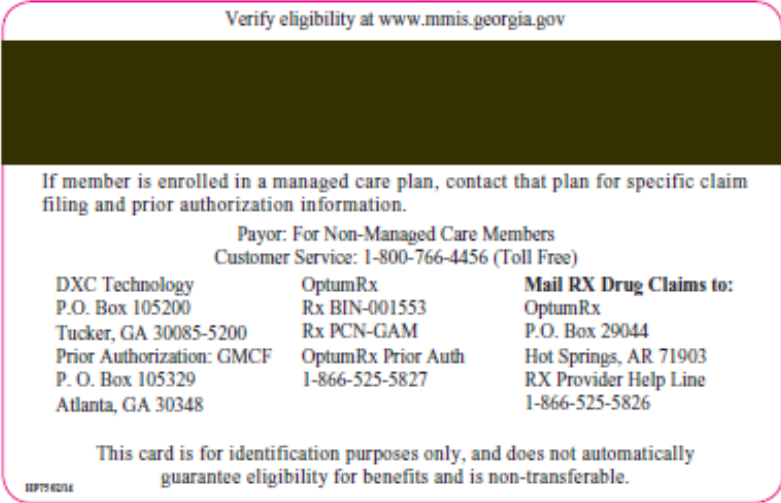 Verify eligibility at www.mmis.georgia.gov
If member is enrolled in a managed care plan, contact that plan for specific claim
filing and prior authorization information.
Payor: For Non-Managed Care Members
Customer Service: 1-800-766-4456 (Toll Free)
DXC Technology
P.O. Box 105200
Tucker, GA 30085-5200
Prior Authorization: GMCF
P. O. Box 105329
Atlanta, GA 30348
OptumRx
Rx BIN-001553
Rx PCN-GAM
OptumRx Prior Auth
1-866-525-5827
Mail RX Drug Claims to:
OptumRx
P.O. Box 29044
Hot Springs, AR 71903
RX Provider Help Line
1-866-525-5826
This card is for identification purposes only, and does not automatically
guarantee eligibility for benefits and is non-transferable.